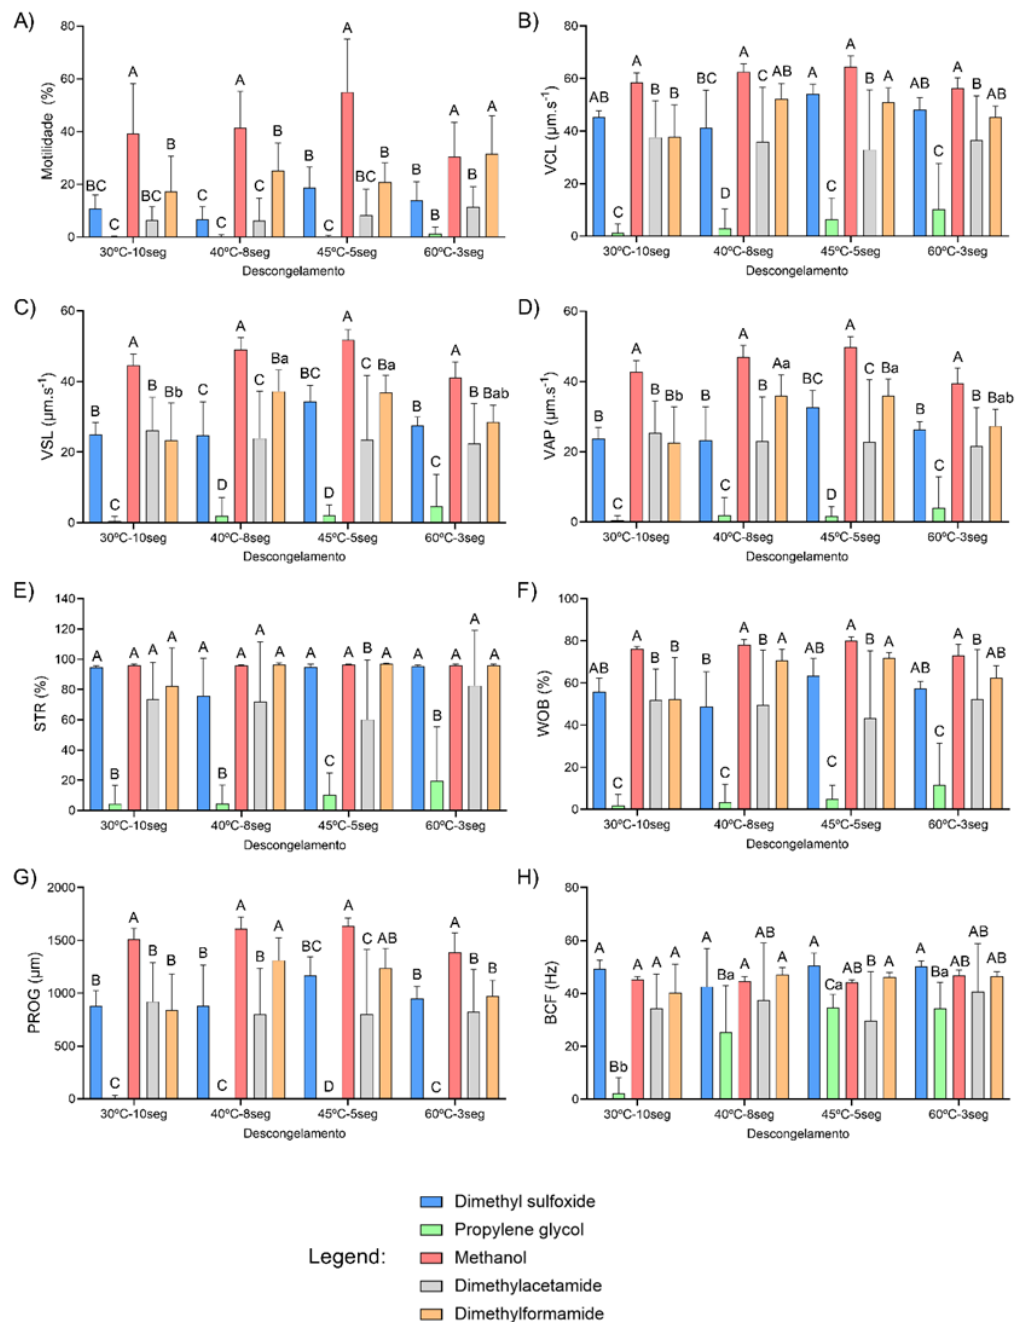 A)
Motilidade (%)
80
60
40
20
0
BC C A BC B
C C A C B
B C A BC B
B B A B A
30ºC-10seg 40ºC-8seg 45ºC-5seg 60ºC-3seg
Descongelamento
B)
VCL (µm.s⁻¹)
80
60
40
20
0
AB C A B B
BC D A C AB
A C A B A
AB C A B AB
30ºC-10seg 40ºC-8seg 45ºC-5seg 60ºC-3seg
Descongelamento
C)
VSL (µm.s⁻¹)
60
40
20
0
B C A B Bb
C D A C Ba
BC D A C Ba
B C A B Bab
30ºC-10seg 40ºC-8seg 45ºC-5seg 60ºC-3seg
Descongelamento
D)
VAP (µm.s⁻¹)
60
40
20
0
B C A B Bb
B C A B Aa
BC D A C Ba
B C A B Bab
30ºC-10seg 40ºC-8seg 45ºC-5seg 60ºC-3seg
Descongelamento
E)
STR (%)
140
120
100
80
60
40
20
0
A B A A A
A B A A A
A C A B A
A B A A A
30ºC-10seg 40ºC-8seg 45ºC-5seg 60ºC-3seg
Descongelamento
F)
WOB (%)
100
80
60
40
20
0
AB C A B B
B C A B A
AB C A B A
AB C A B AB
30ºC-10seg 40ºC-8seg 45ºC-5seg 60ºC-3seg
Descongelamento
G)
PROG (µm)
2000
1500
1000
500
0
B C A B B
B C A B A
BC D A C AB
B C A B B
30ºC-10seg 40ºC-8seg 45ºC-5seg 60ºC-3seg
Descongelamento
H)
BCF (Hz)
80
60
40
20
0
A Bb A A A
A Ba A AB A
A Ca AB B A
A Ba AB AB AB
30ºC-10seg 40ºC-8seg 45ºC-5seg 60ºC-3seg
Descongelamento
Legend:
Dimethyl sulfoxide
Propylene glycol
Methanol
Dimethylacetamide
Dimethylformamide